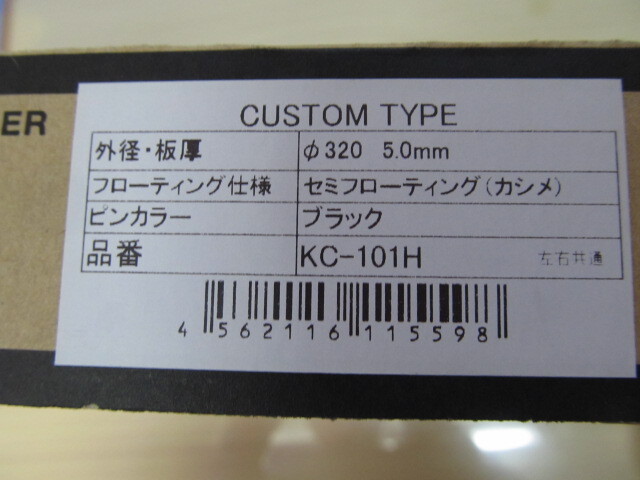 ER
CUSTOM TYPE
外径・板厚 φ320 5.0mm
フローティング仕様 セミフローティング(カシメ)
ピンカラー ブラック
品番 KC-101H 左右共通
4 562116 115598